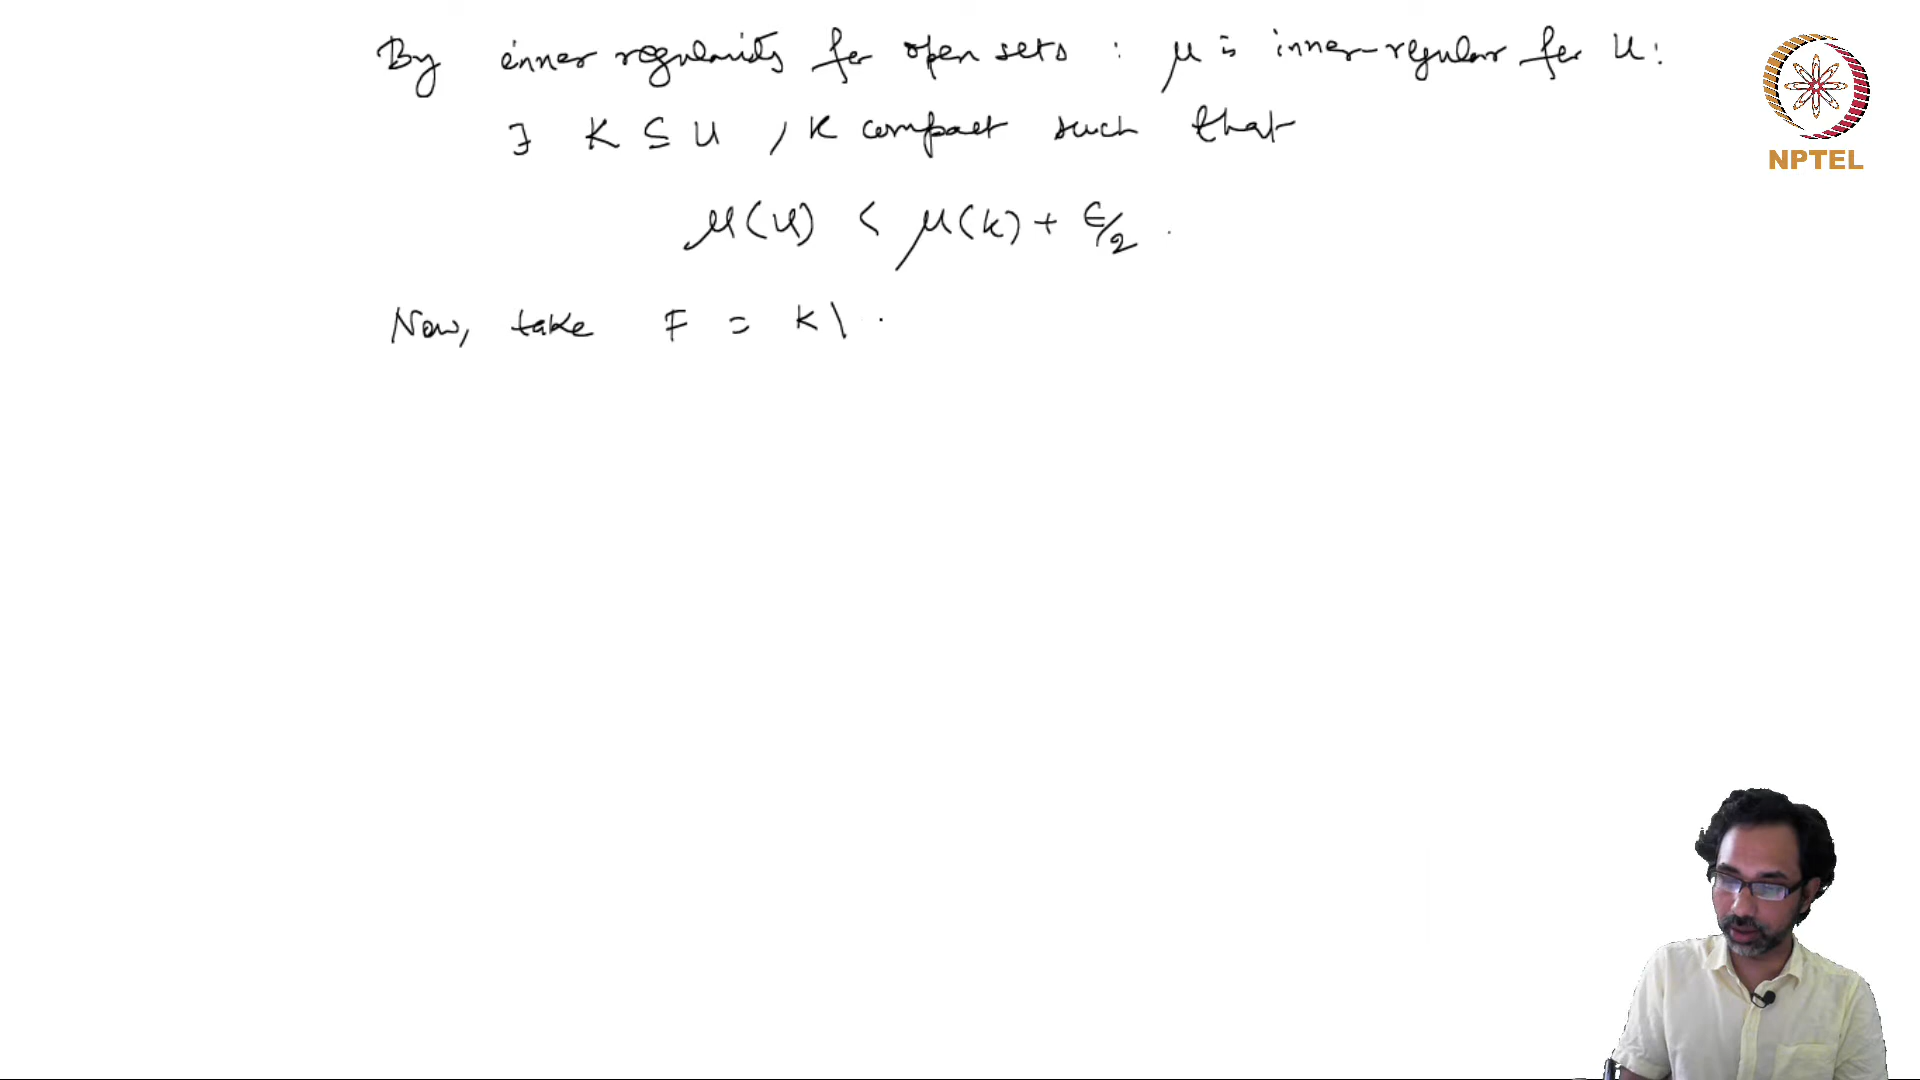 By inner regularity for open sets : μ is inner-regular for U :
∃ K ⊆ U , K compact such that
μ(U) < μ(K) + ε/2 .
Now, take F = K \ .
NPTEL